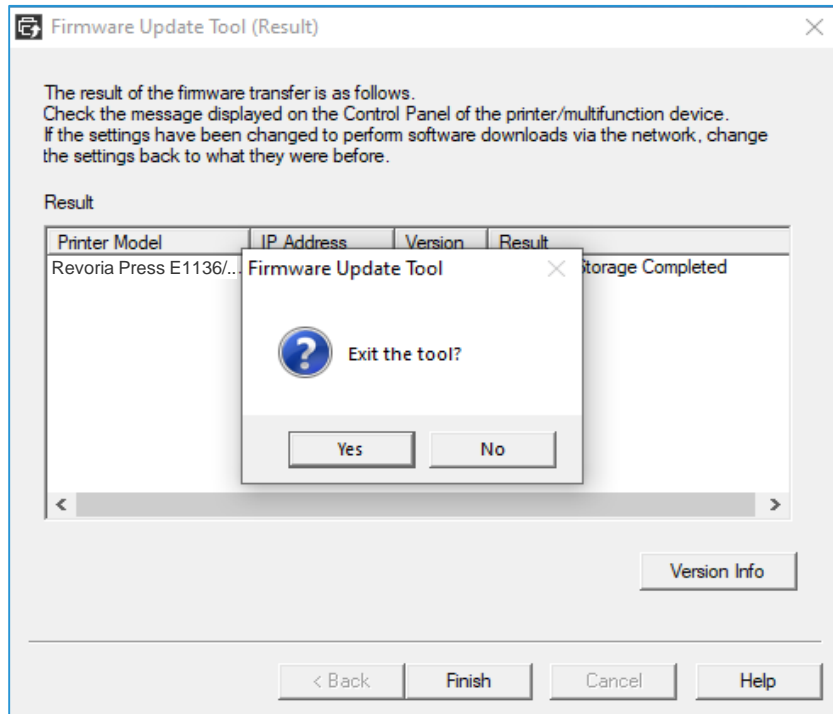 Firmware Update Tool (Result)
The result of the firmware transfer is as follows.
Check the message displayed on the Control Panel of the printer/multifunction device.
If the settings have been changed to perform software downloads via the network, change
the settings back to what they were before.
Result
Printer Model IP Address Version Result
Revoria Press E1136/... Storage Completed
Firmware Update Tool
Exit the tool?
Yes No
Version Info
< Back Finish Cancel Help